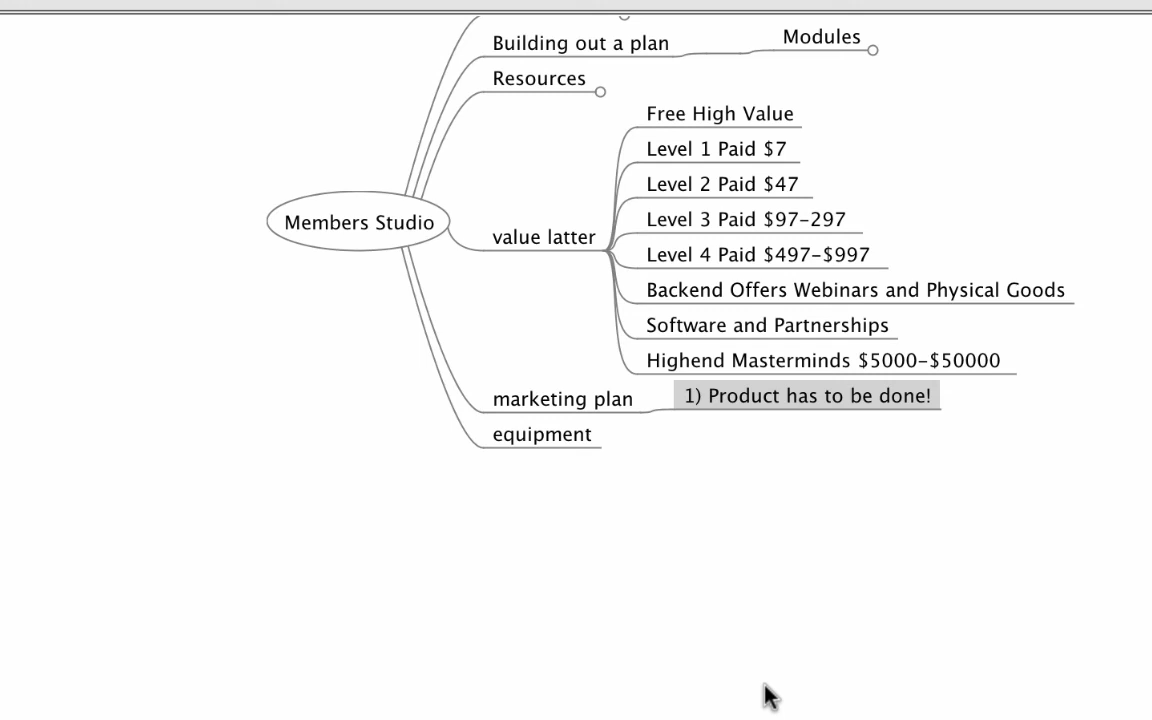 Building out a plan
Modules
Resources
Members Studio
value latter
Free High Value
Level 1 Paid $7
Level 2 Paid $47
Level 3 Paid $97-297
Level 4 Paid $497-$997
Backend Offers Webinars and Physical Goods
Software and Partnerships
Highend Masterminds $5000-$50000
marketing plan
1) Product has to be done!
equipment